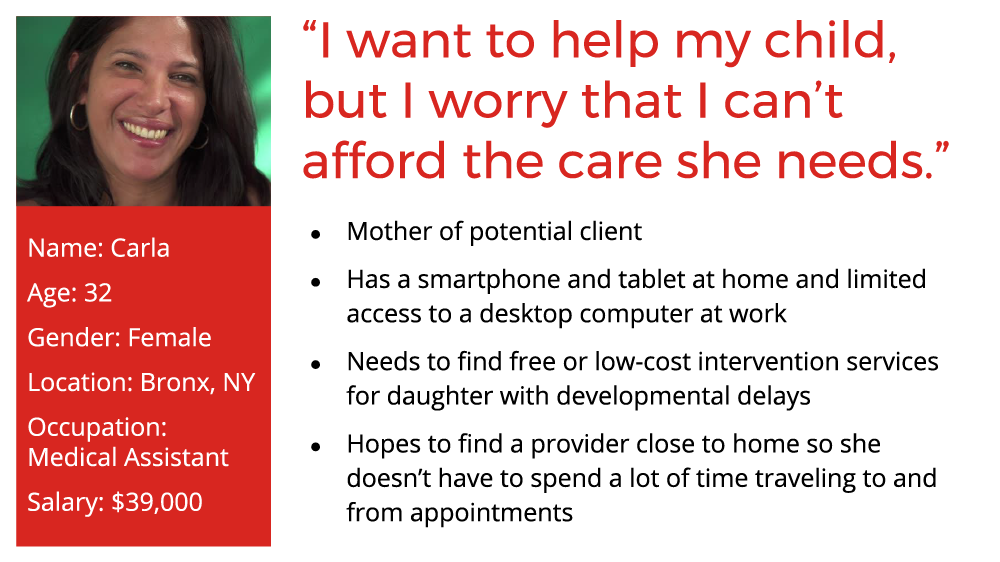 “I want to help my child,
but I worry that I can’t
afford the care she needs.”
Name: Carla
Age: 32
Gender: Female
Location: Bronx, NY
Occupation:
Medical Assistant
Salary: $39,000
● Mother of potential client
● Has a smartphone and tablet at home and limited
access to a desktop computer at work
● Needs to find free or low-cost intervention services
for daughter with developmental delays
● Hopes to find a provider close to home so she
doesn’t have to spend a lot of time traveling to and
from appointments